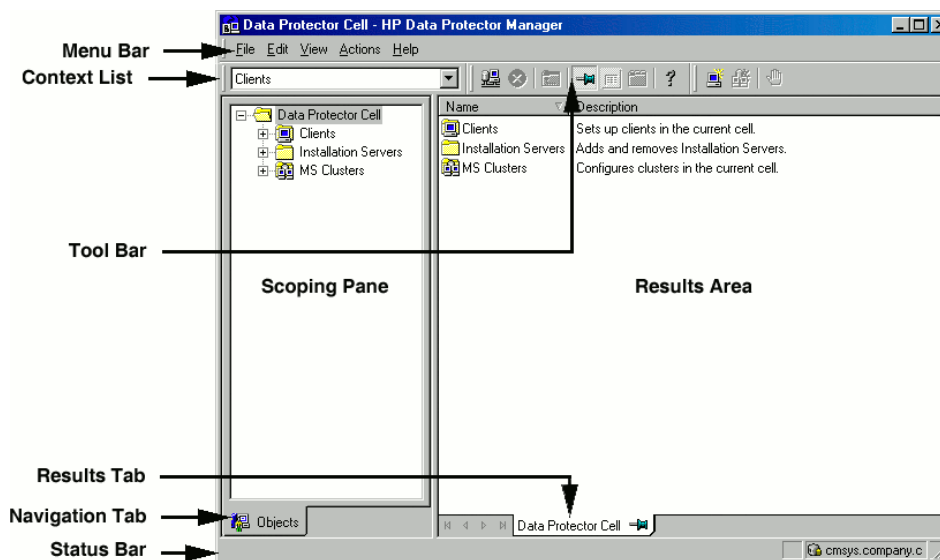 Data Protector Cell - HP Data Protector Manager
Menu Bar
File Edit View Actions Help
Context List
Clients
?
Name Description
Data Protector Cell
Clients
Installation Servers
MS Clusters
Clients Sets up clients in the current cell.
Installation Servers Adds and removes Installation Servers.
MS Clusters Configures clusters in the current cell.
Tool Bar
Scoping Pane
Results Area
Results Tab
Navigation Tab
Objects
Data Protector Cell
Status Bar
cmsys.company.c